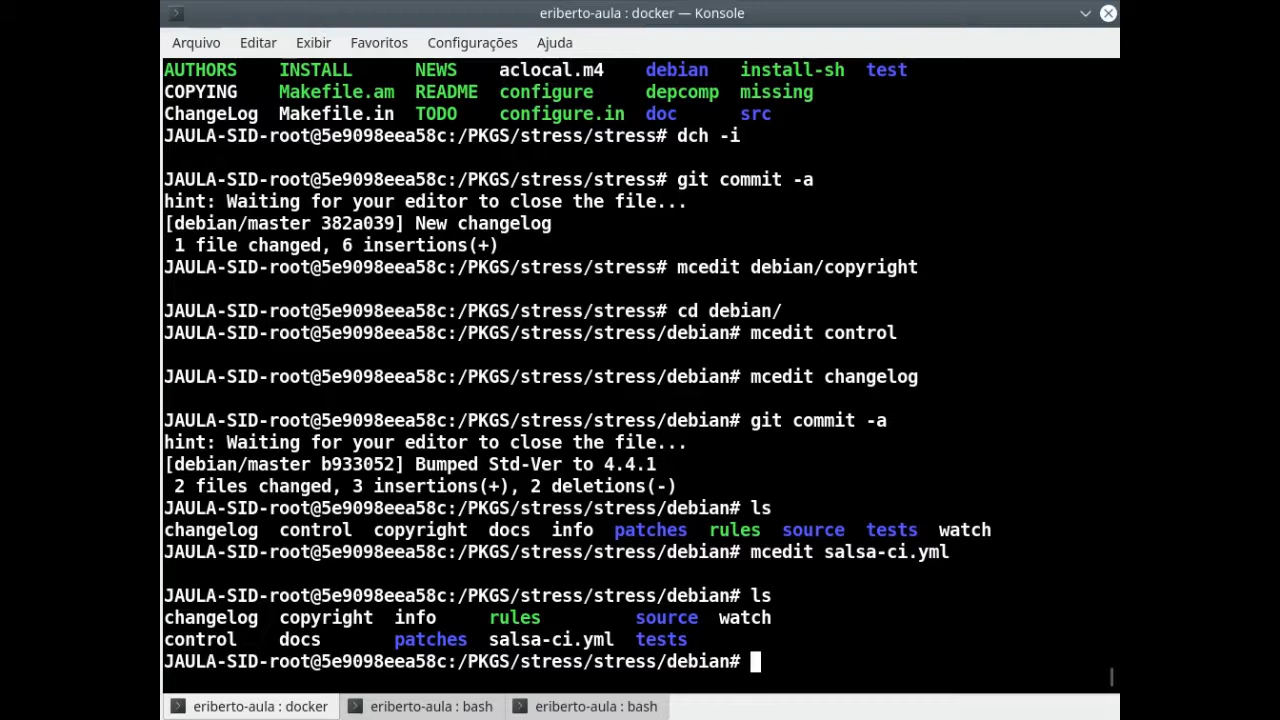 eriberto-aula : docker — Konsole
Arquivo Editar Exibir Favoritos Configurações Ajuda
AUTHORS INSTALL NEWS aclocal.m4 debian install-sh test
COPYING Makefile.am README configure depcomp missing
ChangeLog Makefile.in TODO configure.in doc src
JAULA-SID-root@5e9098eea58c:/PKGS/stress/stress# dch -i
JAULA-SID-root@5e9098eea58c:/PKGS/stress/stress# git commit -a
hint: Waiting for your editor to close the file...
[debian/master 382a039] New changelog
1 file changed, 6 insertions(+)
JAULA-SID-root@5e9098eea58c:/PKGS/stress/stress# mcedit debian/copyright
JAULA-SID-root@5e9098eea58c:/PKGS/stress/stress# cd debian/
JAULA-SID-root@5e9098eea58c:/PKGS/stress/stress/debian# mcedit control
JAULA-SID-root@5e9098eea58c:/PKGS/stress/stress/debian# mcedit changelog
JAULA-SID-root@5e9098eea58c:/PKGS/stress/stress/debian# git commit -a
hint: Waiting for your editor to close the file...
[debian/master b933052] Bumped Std-Ver to 4.4.1
2 files changed, 3 insertions(+), 2 deletions(-)
JAULA-SID-root@5e9098eea58c:/PKGS/stress/stress/debian# ls
changelog control copyright docs info patches rules source tests watch
JAULA-SID-root@5e9098eea58c:/PKGS/stress/stress/debian# mcedit salsa-ci.yml
JAULA-SID-root@5e9098eea58c:/PKGS/stress/stress/debian# ls
changelog copyright info rules source watch
control docs patches salsa-ci.yml tests
JAULA-SID-root@5e9098eea58c:/PKGS/stress/stress/debian#
eriberto-aula : docker eriberto-aula : bash eriberto-aula : bash